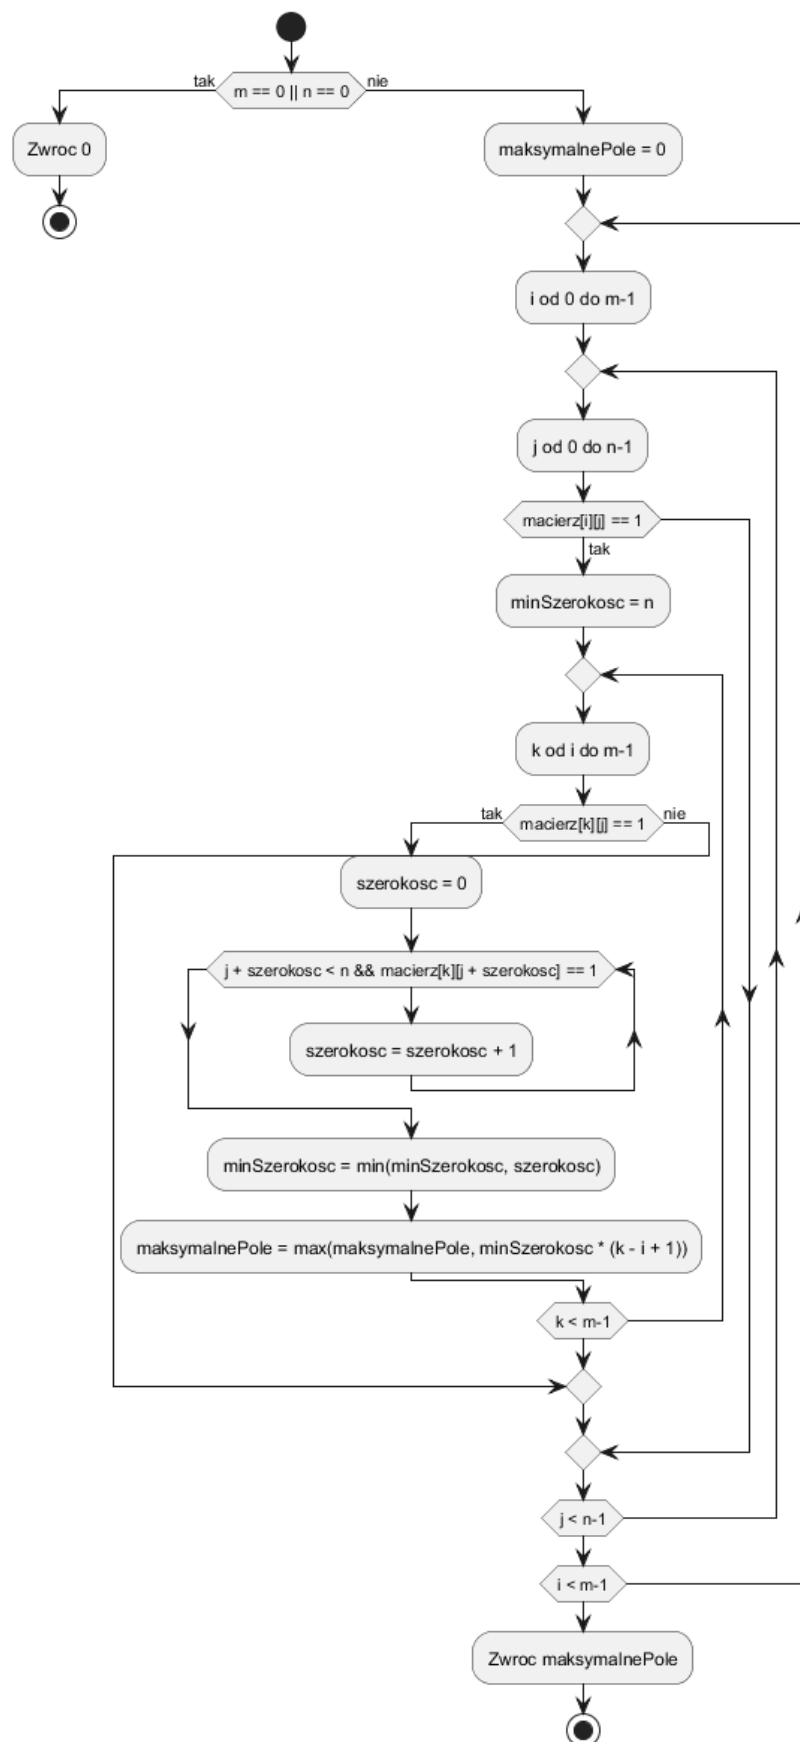 tak
m == 0 || n == 0
nie
Zwroc 0
maksymalnePole = 0
i od 0 do m-1
j od 0 do n-1
macierz[i][j] == 1
tak
minSzerokosc = n
k od i do m-1
tak
macierz[k][j] == 1
nie
szerokosc = 0
j + szerokosc < n && macierz[k][j + szerokosc] == 1
szerokosc = szerokosc + 1
minSzerokosc = min(minSzerokosc, szerokosc)
maksymalnePole = max(maksymalnePole, minSzerokosc * (k - i + 1))
k < m-1
j < n-1
i < m-1
Zwroc maksymalnePole